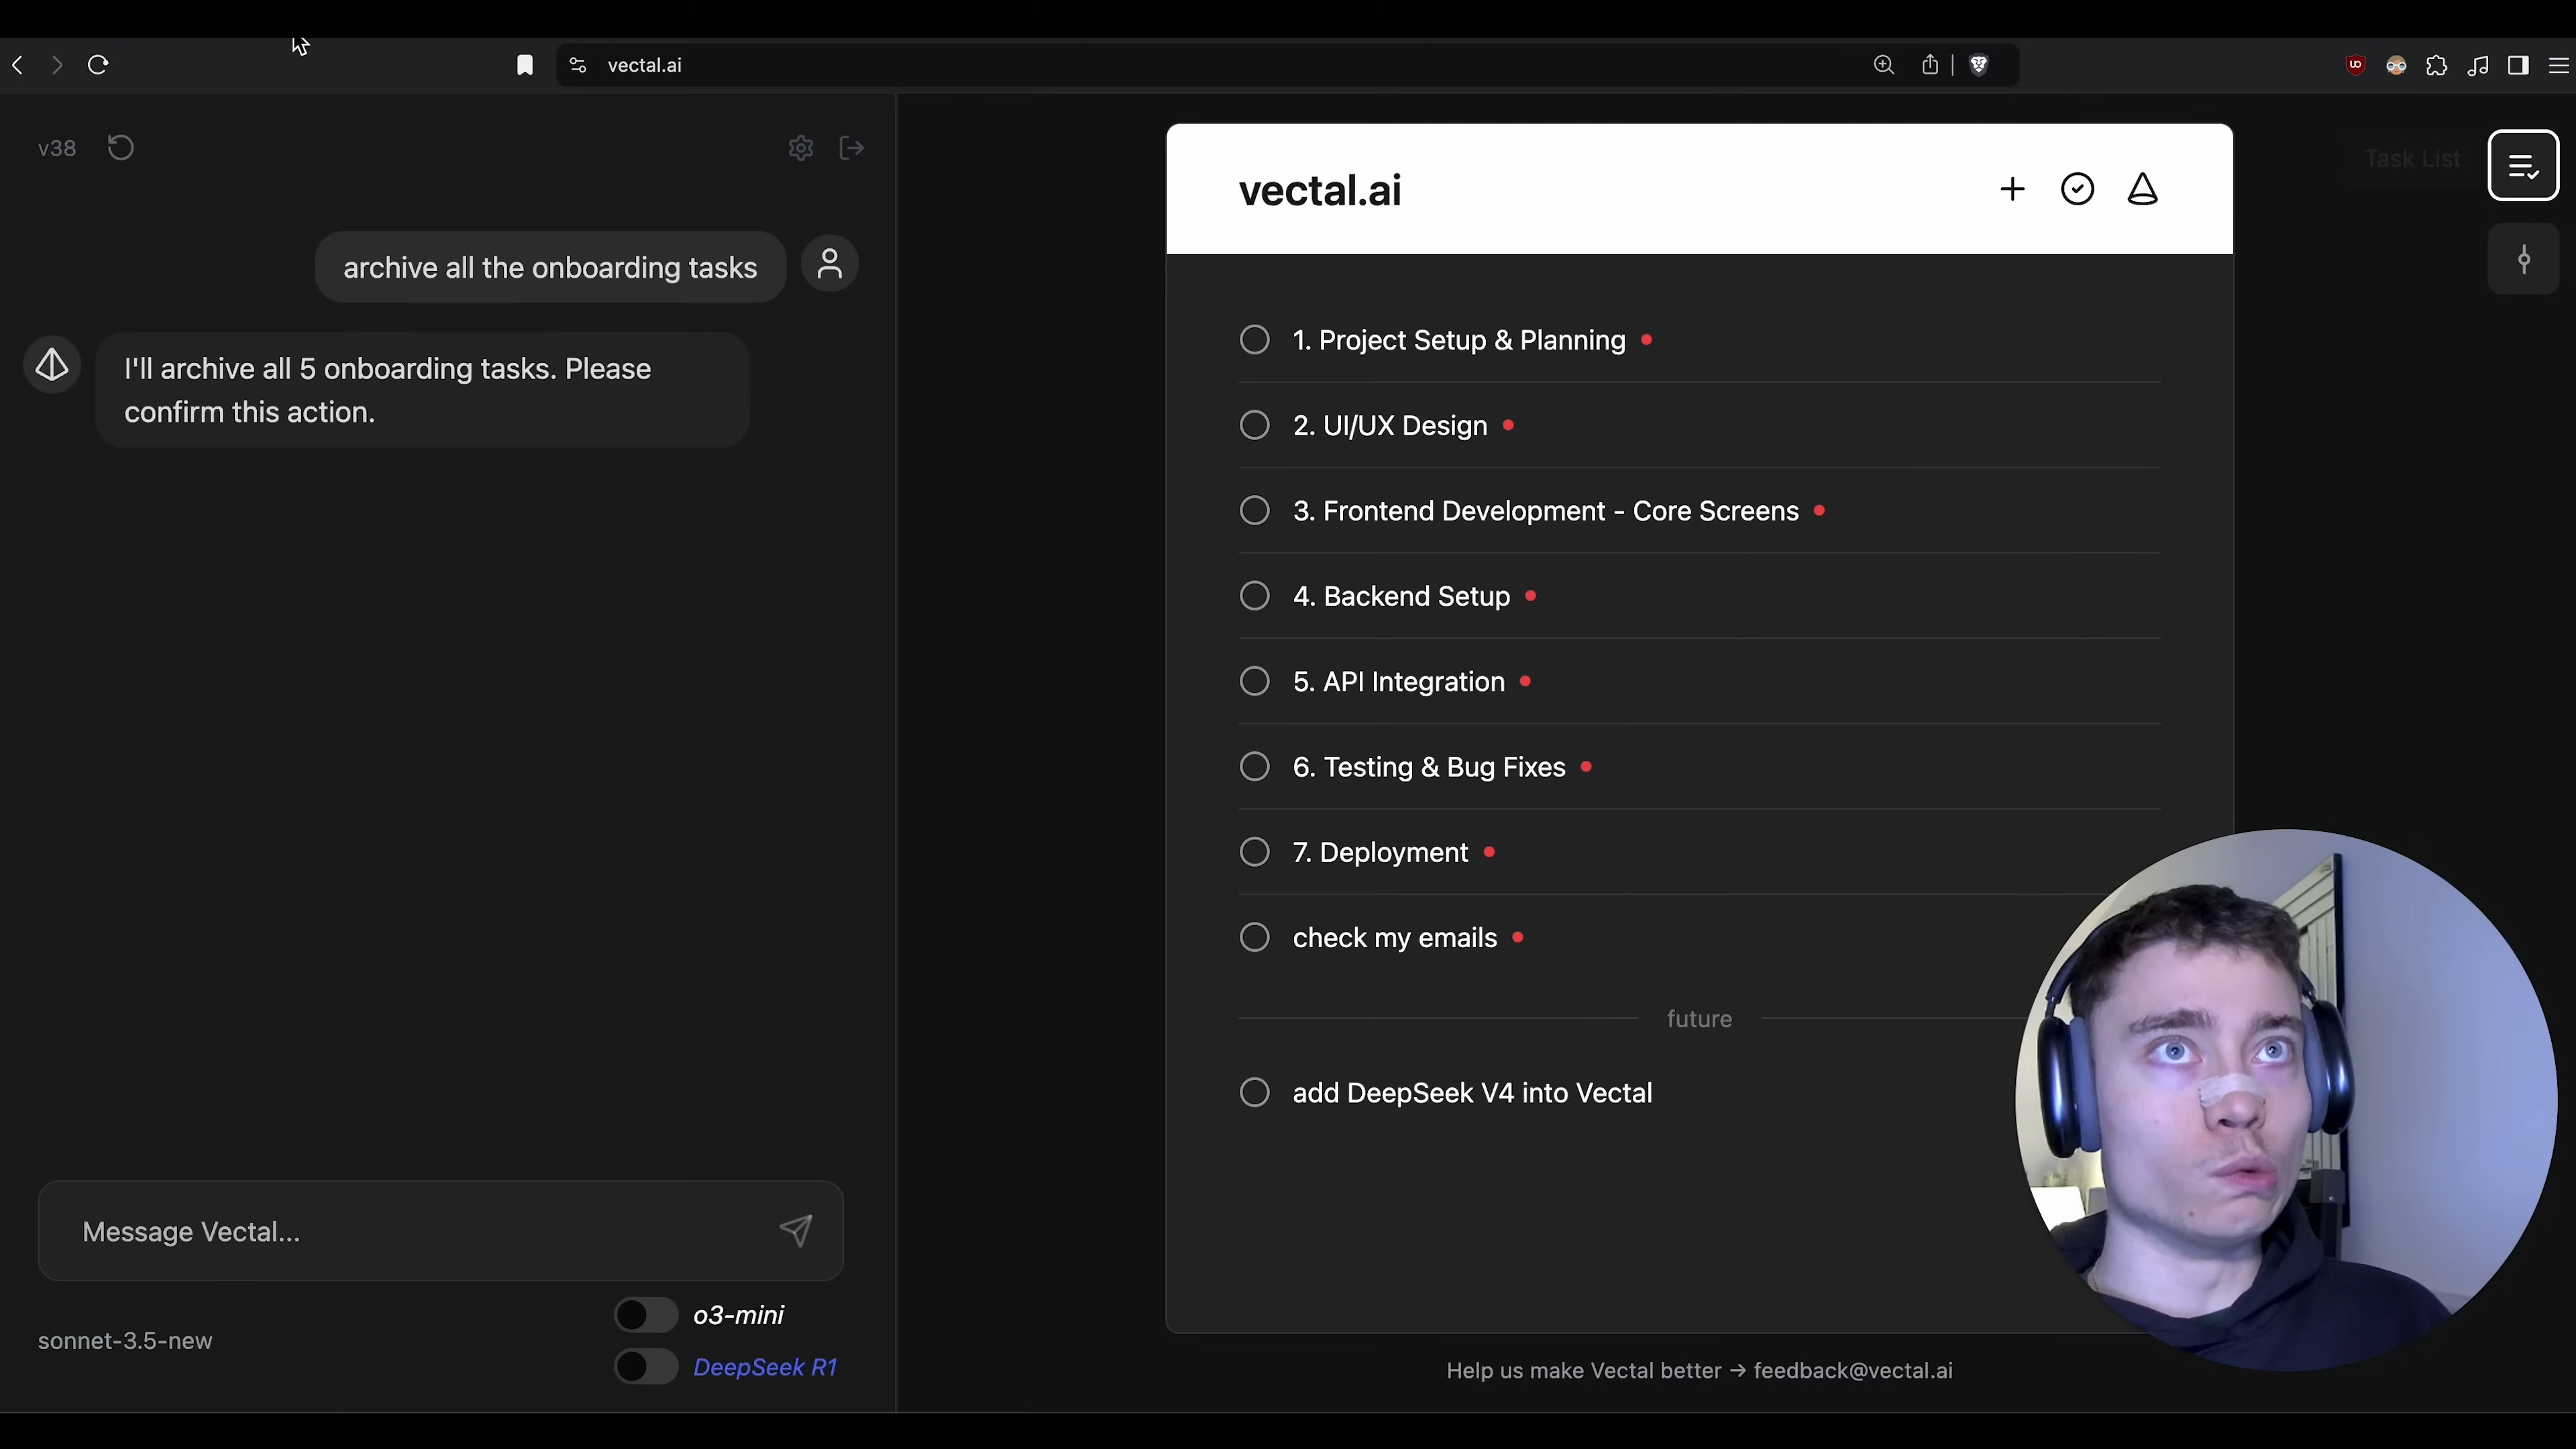 vectal.ai
v38
archive all the onboarding tasks
I'll archive all 5 onboarding tasks. Please
confirm this action.
Message Vectal...
sonnet-3.5-new
o3-mini
DeepSeek R1
vectal.ai
Task List
1. Project Setup & Planning
2. UI/UX Design
3. Frontend Development - Core Screens
4. Backend Setup
5. API Integration
6. Testing & Bug Fixes
7. Deployment
check my emails
future
add DeepSeek V4 into Vectal
Help us make Vectal better → feedback@vectal.ai